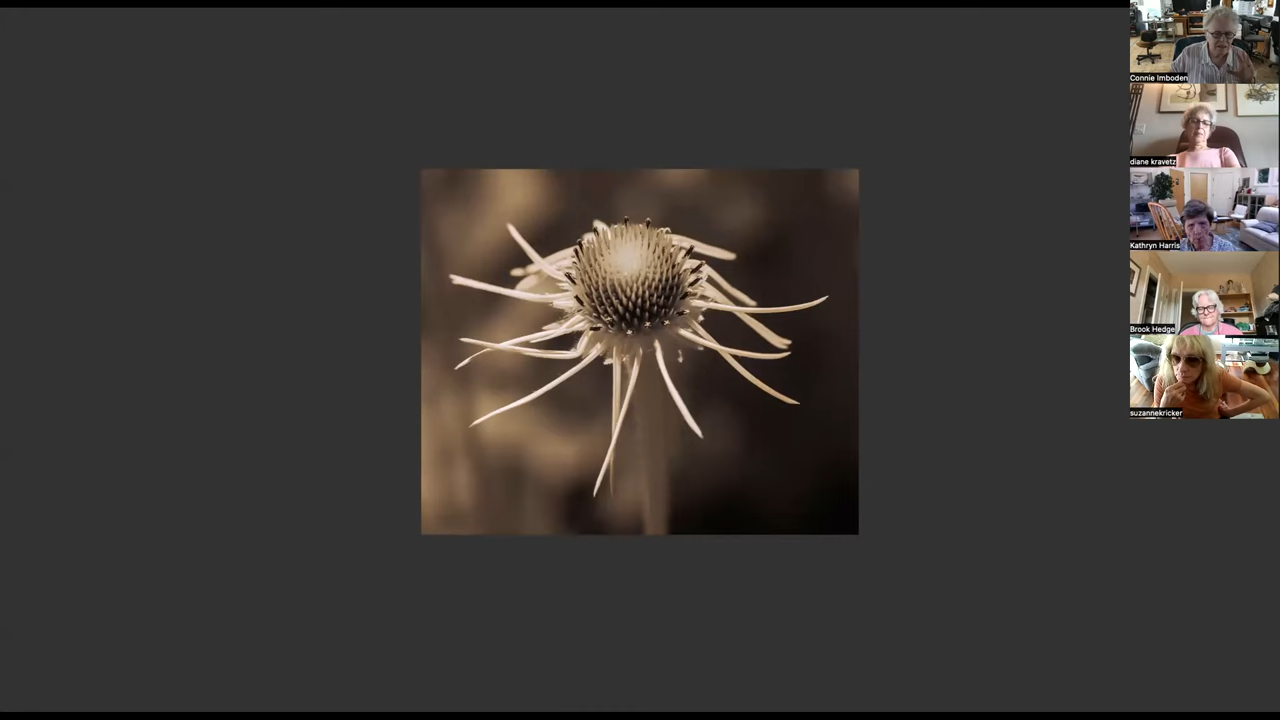 Connie Imboden
diane kravetz
Kathryn Harris
Brook Hedge
suzannekricker